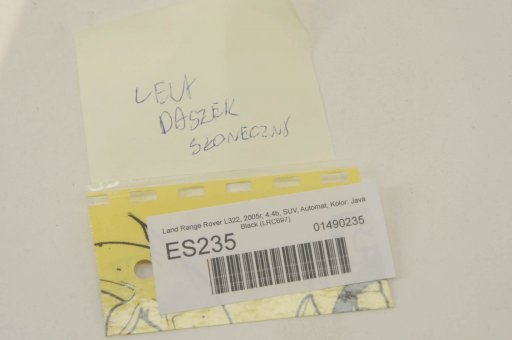 LEWY
DASZEK
SŁONECZNY
Land Range Rover L322, 2005r, 4.4b, SUV, Automat, Kolor: Java
Black (LRC697)
ES235
01490235